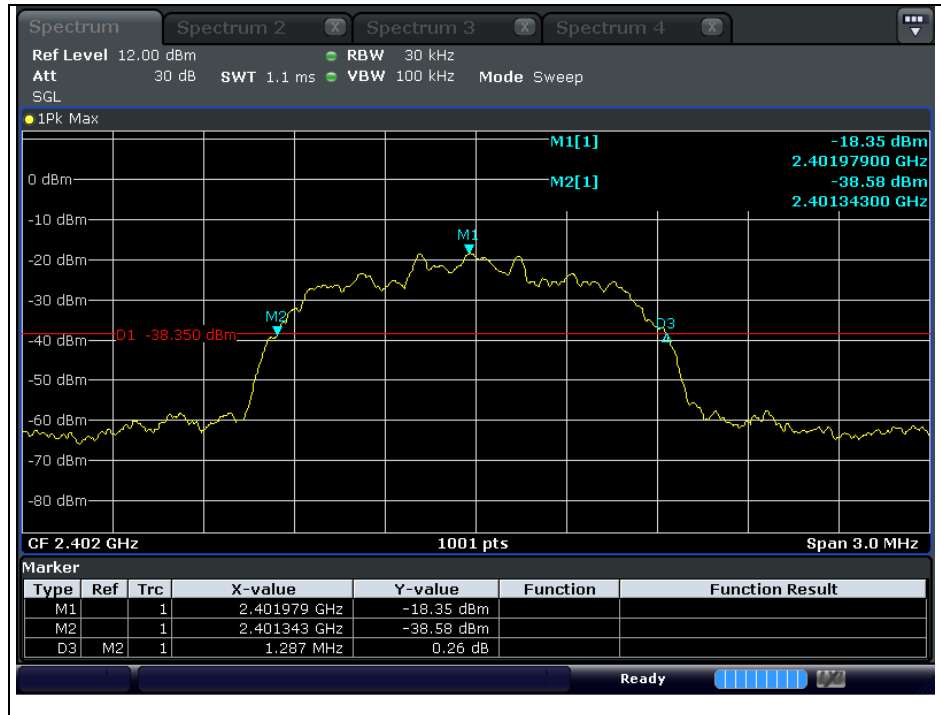 Spectrum Spectrum 2 X Spectrum 3 X Spectrum 4 X
Ref Level 12.00 dBm RBW 30 kHz
Att 30 dB SWT 1.1 ms VBW 100 kHz Mode Sweep
SGL
1Pk Max
M1[1] -18.35 dBm
2.40197900 GHz
0 dBm M2[1] -38.58 dBm
2.40134300 GHz
-10 dBm
M1
-20 dBm
-30 dBm
M2 D3
D1 -38.350 dBm
-40 dBm
-50 dBm
-60 dBm
-70 dBm
-80 dBm
CF 2.402 GHz 1001 pts Span 3.0 MHz
Marker
Type Ref Trc X-value Y-value Function Function Result
M1 1 2.401979 GHz -18.35 dBm
M2 1 2.401343 GHz -38.58 dBm
D3 M2 1 1.287 MHz 0.26 dB
Ready